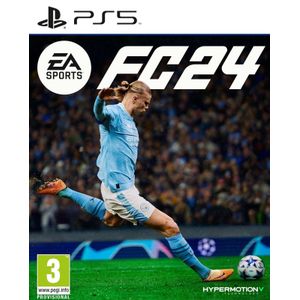 PS5
EA
SPORTS
FC24
3
www.pegi.info
PROVISIONAL
HYPERMOTION V